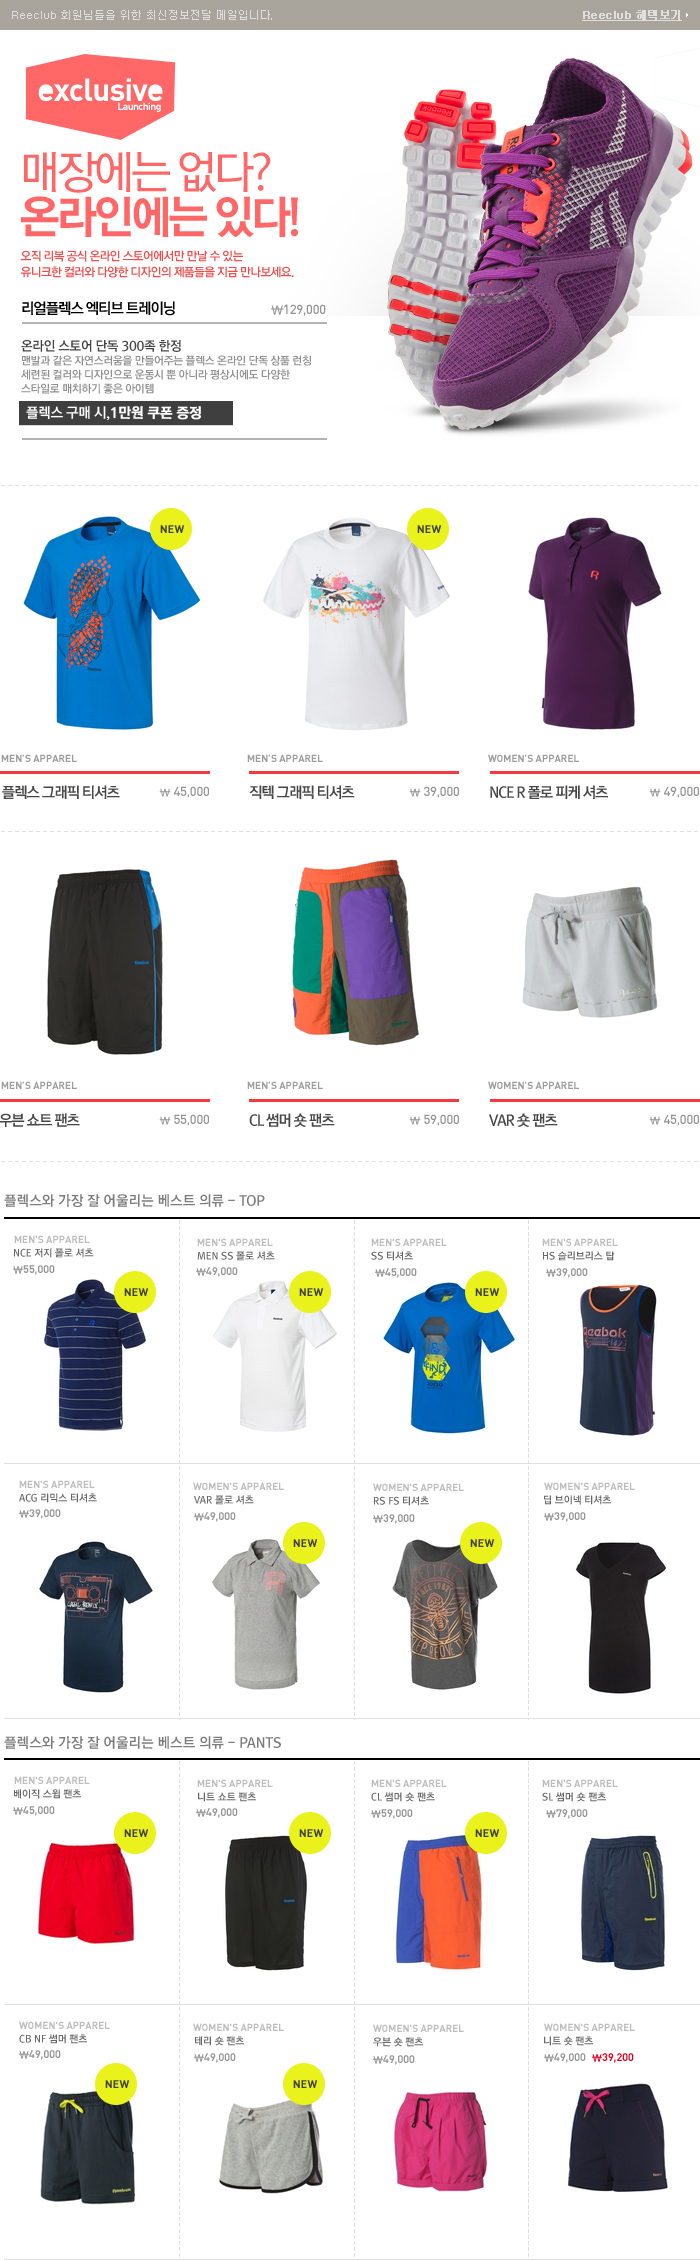 Reeclub 회원님들을 위한 최신정보전달 메일입니다.
Reeclub 혜택보기
exclusive
Launching
매장에는 없다?
온라인에는 있다!
오직 리복 공식 온라인 스토어에서만 만날 수 있는
유니크한 컬러와 다양한 디자인의 제품들을 지금 만나보세요.
리얼플렉스 엑티브 트레이닝 ₩129,000
온라인 스토어 단독 300족 한정
맨발과 같은 자연스러움을 만들어주는 플렉스 온라인 단독 상품 런칭
세련된 컬러와 디자인으로 운동시 뿐 아니라 평상시에도 다양한
스타일로 매치하기 좋은 아이템
플렉스 구매 시,1만원 쿠폰 증정
NEW NEW
MEN'S APPAREL MEN'S APPAREL WOMEN'S APPAREL
플렉스 그래픽 티셔츠 ₩ 45,000 직텍 그래픽 티셔츠 ₩ 39,000 NCE R 폴로 피케 셔츠 ₩ 49,000
MEN'S APPAREL MEN'S APPAREL WOMEN'S APPAREL
우븐 쇼트 팬츠 ₩ 55,000 CL 썸머 숏 팬츠 ₩ 59,000 VAR 숏 팬츠 ₩ 45,000
플렉스와 가장 잘 어울리는 베스트 의류 - TOP
MEN'S APPAREL MEN'S APPAREL MEN'S APPAREL MEN'S APPAREL
NCE 저지 폴로 셔츠 MEN SS 폴로 셔츠 SS 티셔츠 HS 슬리브리스 탑
₩55,000 ₩49,000 ₩45,000 ₩39,000
NEW NEW NEW
Reebok
MEN'S APPAREL WOMEN'S APPAREL WOMEN'S APPAREL WOMEN'S APPAREL
ACG 리믹스 티셔츠 VAR 폴로 셔츠 RS FS 티셔츠 딥 브이넥 티셔츠
₩39,000 ₩49,000 ₩39,000 ₩39,000
NEW NEW
플렉스와 가장 잘 어울리는 베스트 의류 - PANTS
MEN'S APPAREL MEN'S APPAREL MEN'S APPAREL MEN'S APPAREL
베이직 스윔 팬츠 니트 쇼트 팬츠 CL 썸머 숏 팬츠 SL 썸머 숏 팬츠
₩45,000 ₩49,000 ₩59,000 ₩79,000
NEW NEW NEW
WOMEN'S APPAREL WOMEN'S APPAREL WOMEN'S APPAREL WOMEN'S APPAREL
CB NF 썸머 팬츠 테리 숏 팬츠 우븐 숏 팬츠 니트 숏 팬츠
₩49,000 ₩49,000 ₩49,000 ₩49,000 ₩39,200
NEW NEW